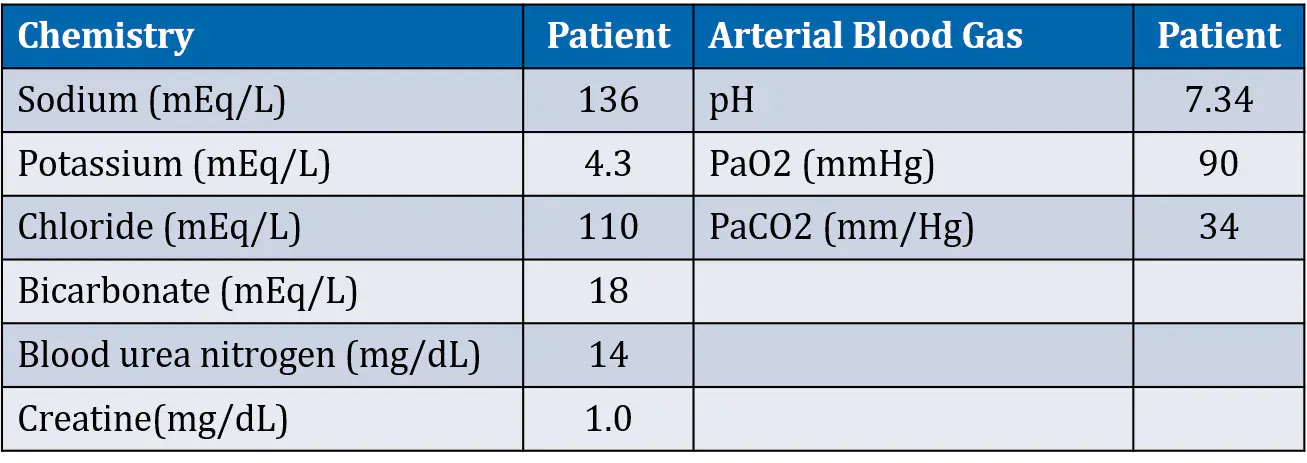 Chemistry Patient Arterial Blood Gas Patient
Sodium (mEq/L) 136 pH 7.34
Potassium (mEq/L) 4.3 PaO2 (mmHg) 90
Chloride (mEq/L) 110 PaCO2 (mm/Hg) 34
Bicarbonate (mEq/L) 18
Blood urea nitrogen (mg/dL) 14
Creatine(mg/dL) 1.0